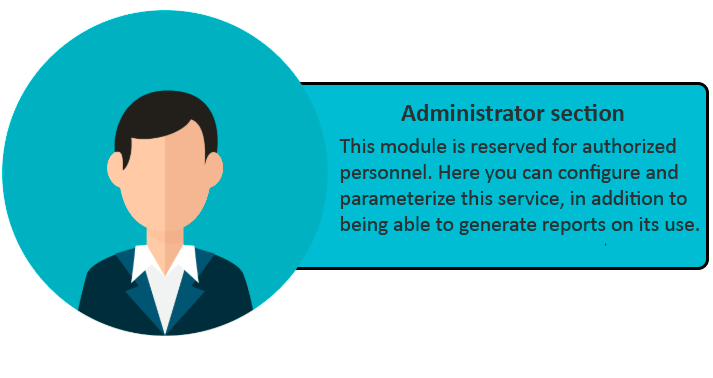 Administrator section
This module is reserved for authorized
personnel. Here you can configure and
parameterize this service, in addition to
being able to generate reports on its use.